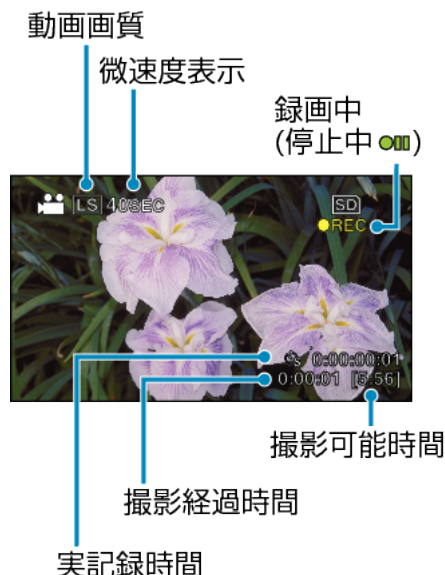 動画画質
微速度表示
録画中
(停止中●II)
LS 40SEC
SD
●REC
0:00:00:01
0:00:01 [5:56]
撮影可能時間
撮影経過時間
実記録時間